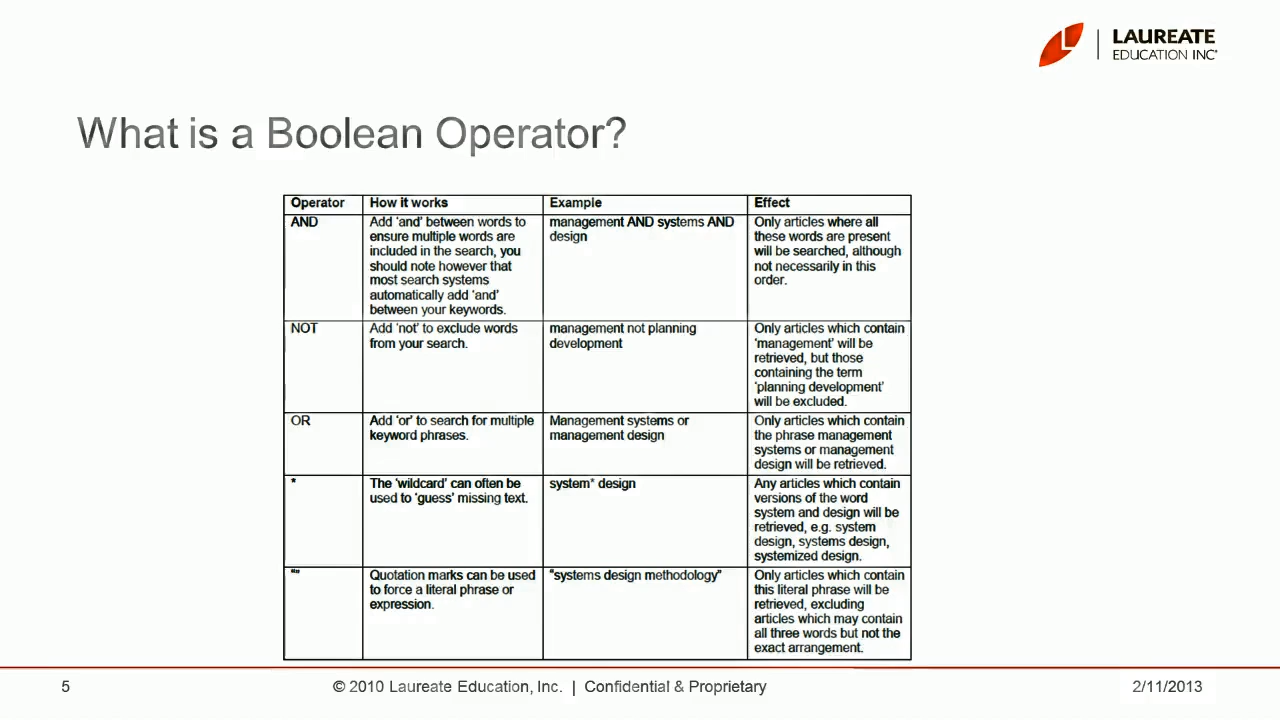 LAUREATE
EDUCATION INC
What is a Boolean Operator?
Operator How it works Example Effect
AND
Add 'and' between words to
ensure multiple words are
included in the search, you
should note however that
most search systems
automatically add 'and'
between your keywords.
management AND systems AND
design
Only articles where all
these words are present
will be searched, although
not necessarily in this
order.
NOT
Add 'not' to exclude words
from your search.
management not planning
development
Only articles which contain
'management' will be
retrieved, but those
containing the term
'planning development'
will be excluded.
OR
Add 'or' to search for multiple
keyword phrases.
Management systems or
management design
Only articles which contain
the phrase management
systems or management
design will be retrieved.
*
The 'wildcard' can often be
used to 'guess' missing text.
system* design
Any articles which contain
versions of the word
system and design will be
retrieved, e.g. system
design, systems design,
systemized design.
“”
Quotation marks can be used
to force a literal phrase or
expression.
“systems design methodology”
Only articles which contain
this literal phrase will be
retrieved, excluding
articles which may contain
all three words but not the
exact arrangement.
5 © 2010 Laureate Education, Inc. | Confidential & Proprietary 2/11/2013